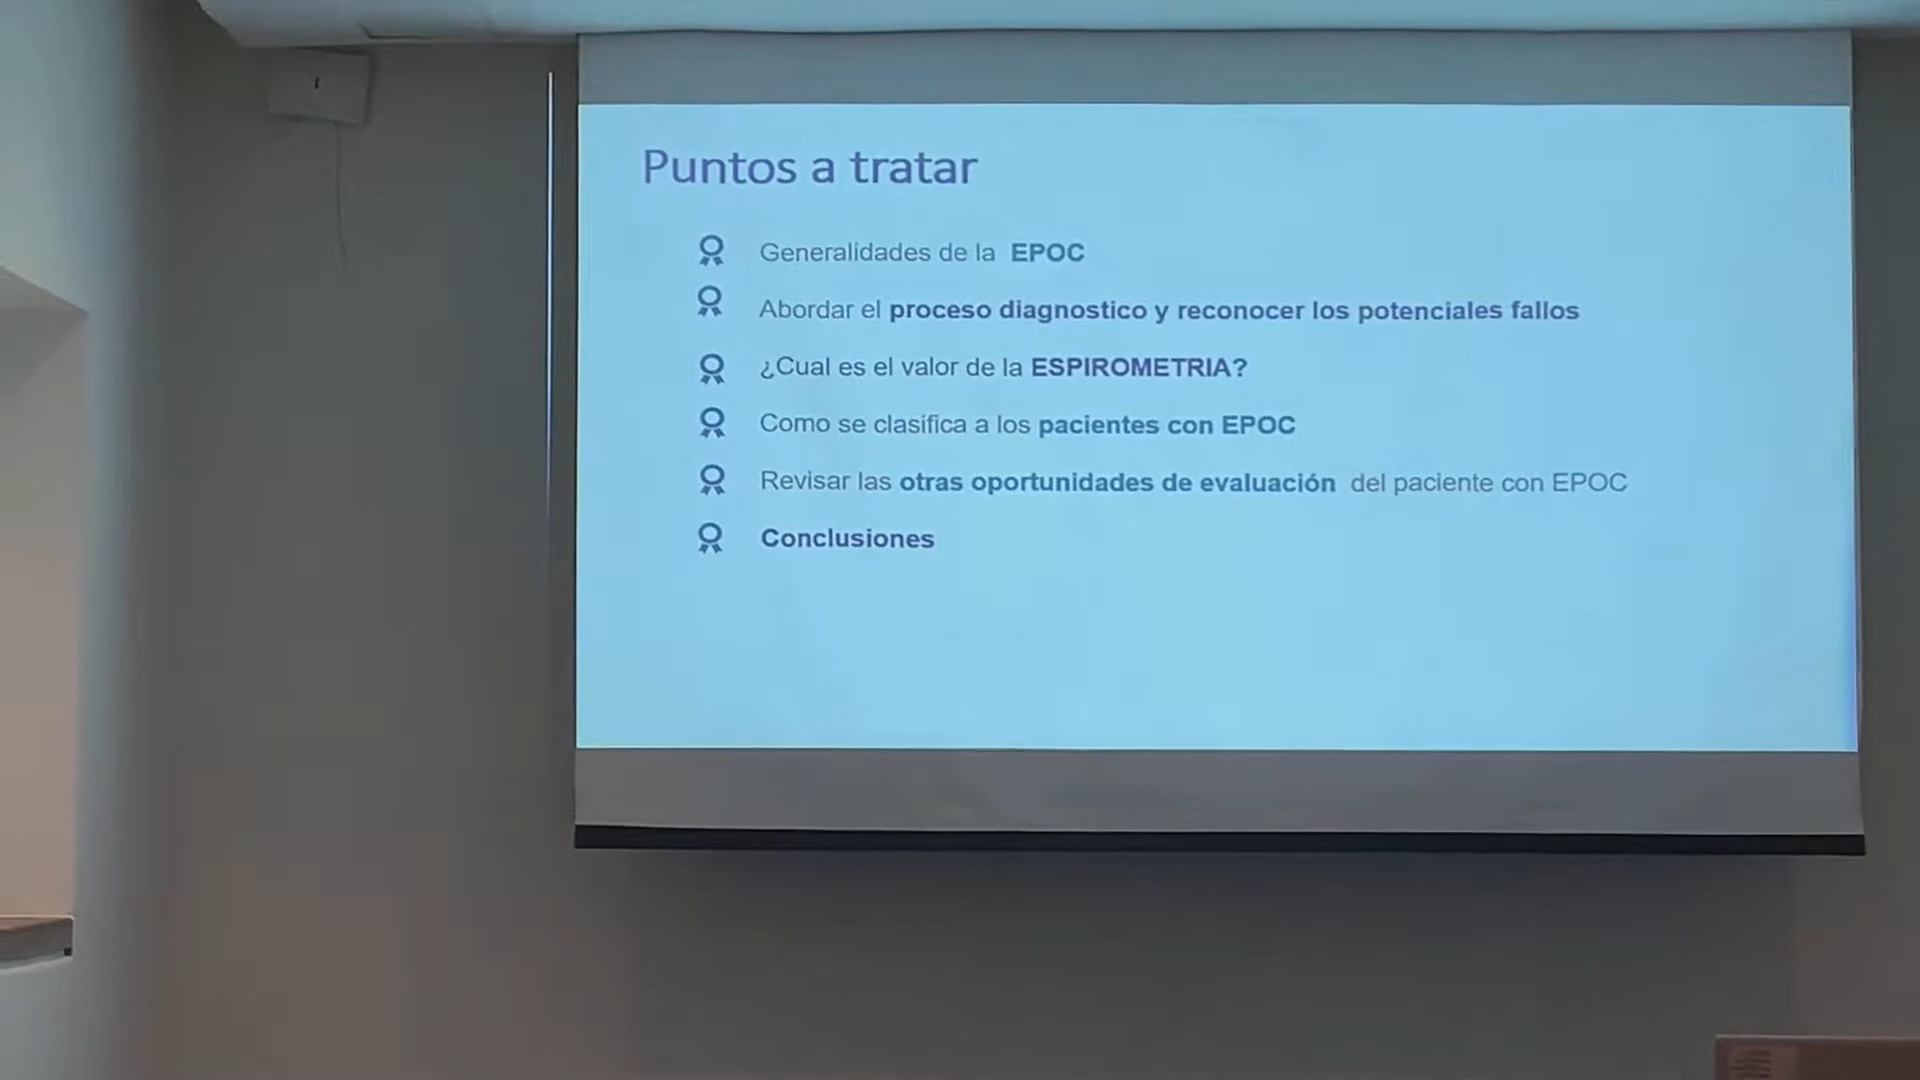 Puntos a tratar
Generalidades de la EPOC
Abordar el proceso diagnostico y reconocer los potenciales fallos
¿Cual es el valor de la ESPIROMETRIA?
Como se clasifica a los pacientes con EPOC
Revisar las otras oportunidades de evaluación del paciente con EPOC
Conclusiones